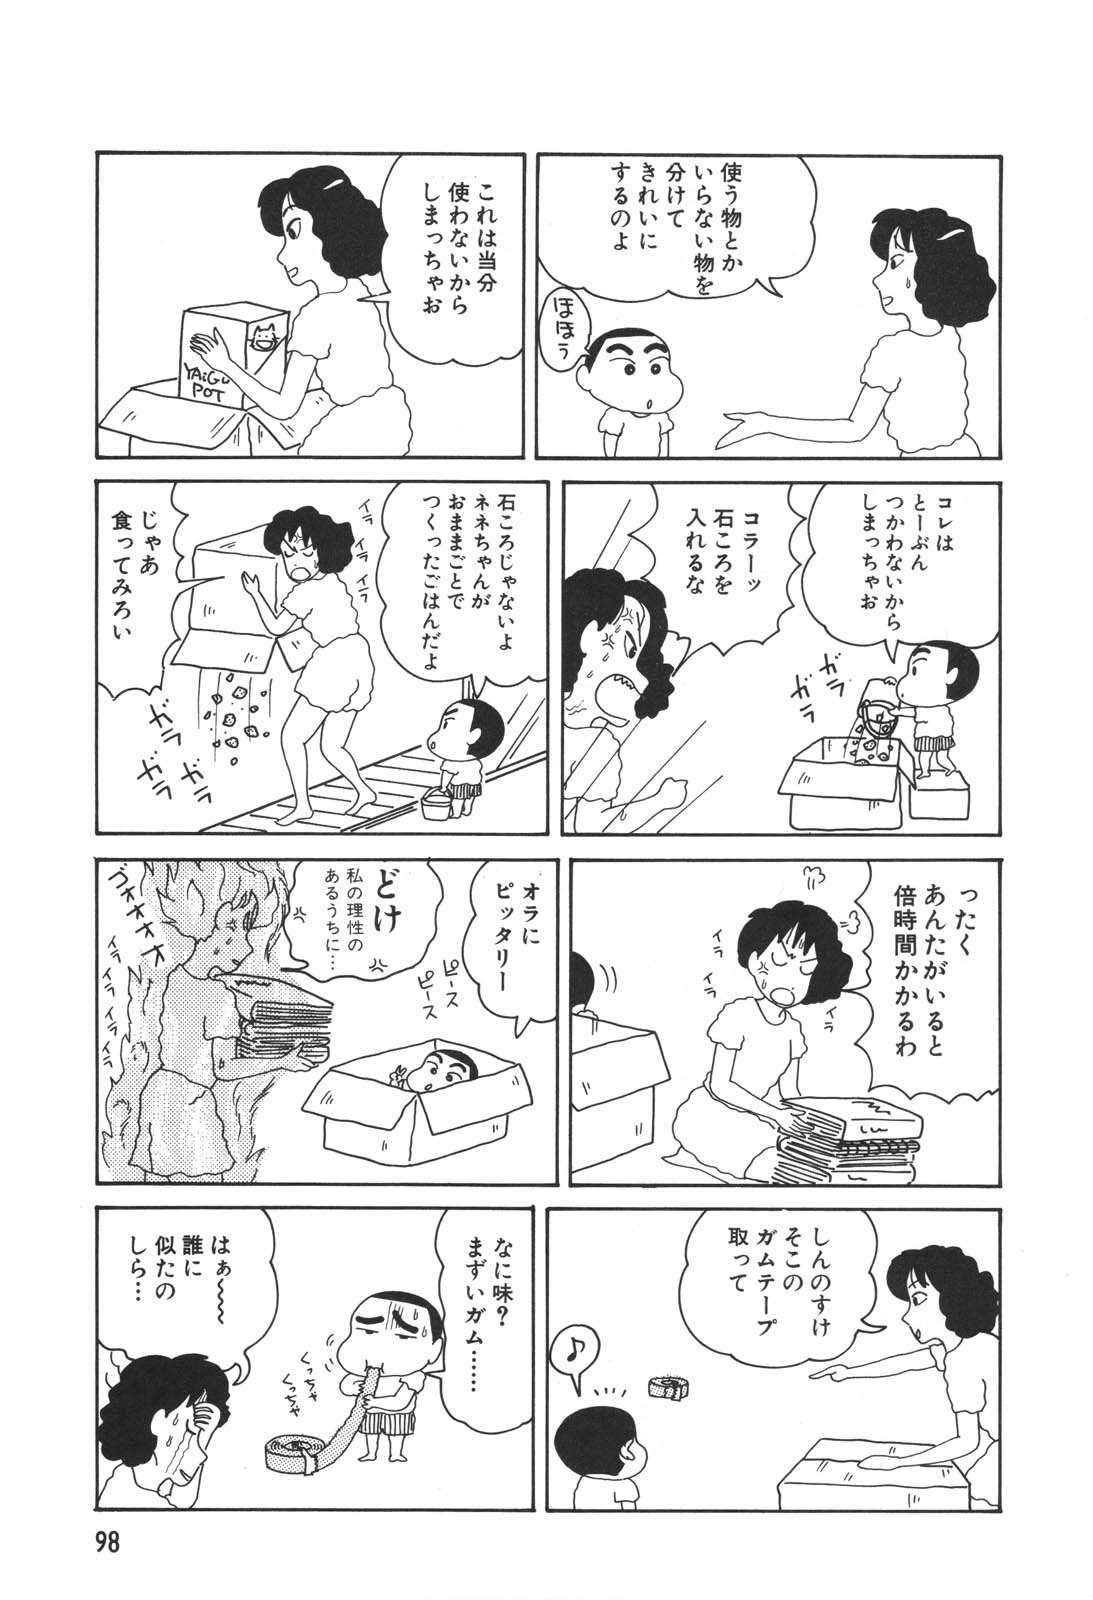 使う物とか
いらない物を
分けて
きれいに
するのよ
ほほう
これは当分
使わないから
しまっちゃお
YAiGU
POT
コレは
とーぶん
つかわないから
しまっちゃお
ガラ
ガラ
コラーッ
石ころを
入れるな
石ころじゃないよ
ネネちゃんが
おままごとで
つくったごはんだよ
イラ
イラ
イラ
じゃあ
食ってみろい
ガラ
ガラ
ガラ
ガラ
ったく
あんたがいると
倍時間かかるわ
イラ
イラ
イラ
オラに
ピッタリー
ピース
ピース
どけ
私の理性の
あるうちに…
ゴオオオオ
イラ
イラ
イラ
イラ
しんのすけ
そこの
ガムテープ
取って
♪
なに味?
まずいガム……
くっちゃ
くっちゃ
くっちゃ
はぁ〜〜〜
誰に
似たの
しら…
98